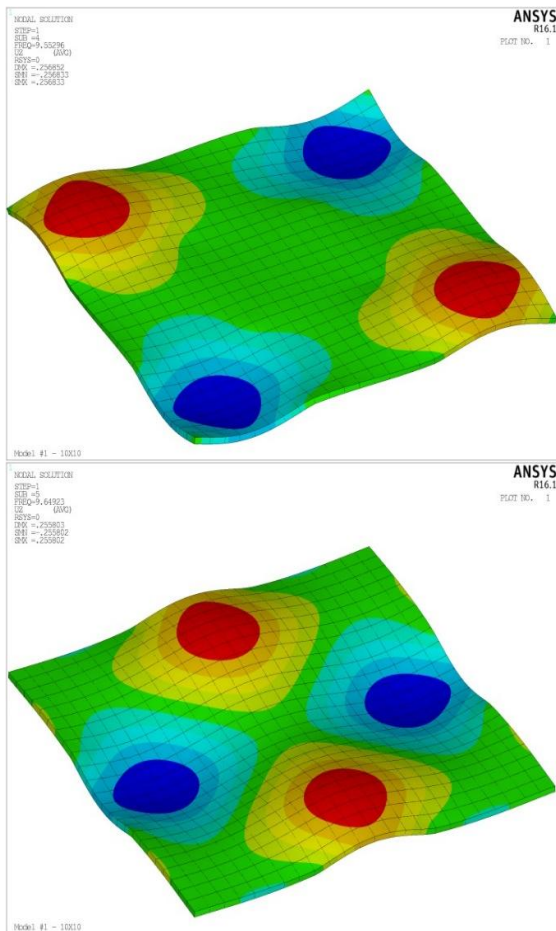 1
NODAL SOLUTION
STEP=1
SUB =4
FREQ=9.55296
UZ (AVG)
RSYS=0
DMX =.256852
SMN =-.256833
SMX =.256833
ANSYS
R16.1
PLOT NO. 1
Model #1 - 10X10
1
NODAL SOLUTION
STEP=1
SUB =5
FREQ=9.64923
UZ (AVG)
RSYS=0
DMX =.255803
SMN =-.255802
SMX =.255802
ANSYS
R16.1
PLOT NO. 1
Model #1 - 10X10